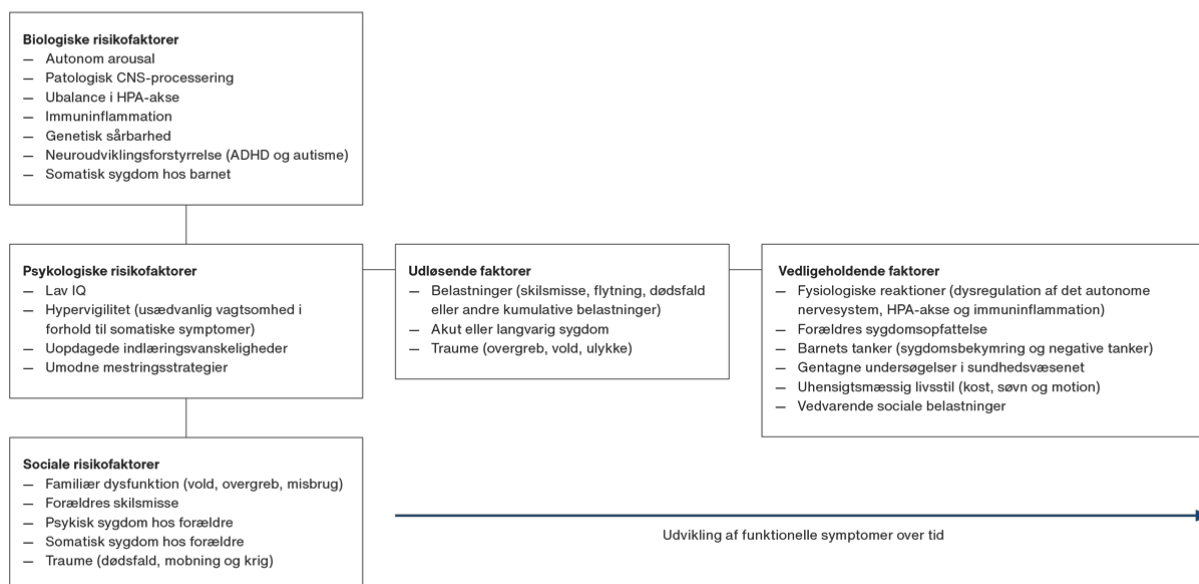 Biologiske risikofaktorer
— Autonom arousal
— Patologisk CNS-processering
— Ubalance i HPA-akse
— Immuninflammation
— Genetisk sårbarhed
— Neuroudviklingsforstyrrelse (ADHD og autisme)
— Somatisk sygdom hos barnet
Psykologiske risikofaktorer
— Lav IQ
— Hypervigilitet (usædvanlig vagtsomhed i
forhold til somatiske symptomer)
— Uopdagede indlæringsvanskeligheder
— Umodne mestringsstrategier
Sociale risikofaktorer
— Familiær dysfunktion (vold, overgreb, misbrug)
— Forældres skilsmisse
— Psykisk sygdom hos forældre
— Somatisk sygdom hos forældre
— Traume (dødsfald, mobning og krig)
Udløsende faktorer
— Belastninger (skilsmisse, flytning, dødsfald
eller andre kumulative belastninger)
— Akut eller langvarig sygdom
— Traume (overgreb, vold, ulykke)
Vedligeholdende faktorer
— Fysiologiske reaktioner (dysregulation af det autonome
nervesystem, HPA-akse og immuninflammation)
— Forældres sygdomsopfattelse
— Barnets tanker (sygdomsbekymring og negative tanker)
— Gentagne undersøgelser i sundhedsvæsenet
— Uhensigtsmæssig livsstil (kost, søvn og motion)
— Vedvarende sociale belastninger
Udvikling af funktionelle symptomer over tid